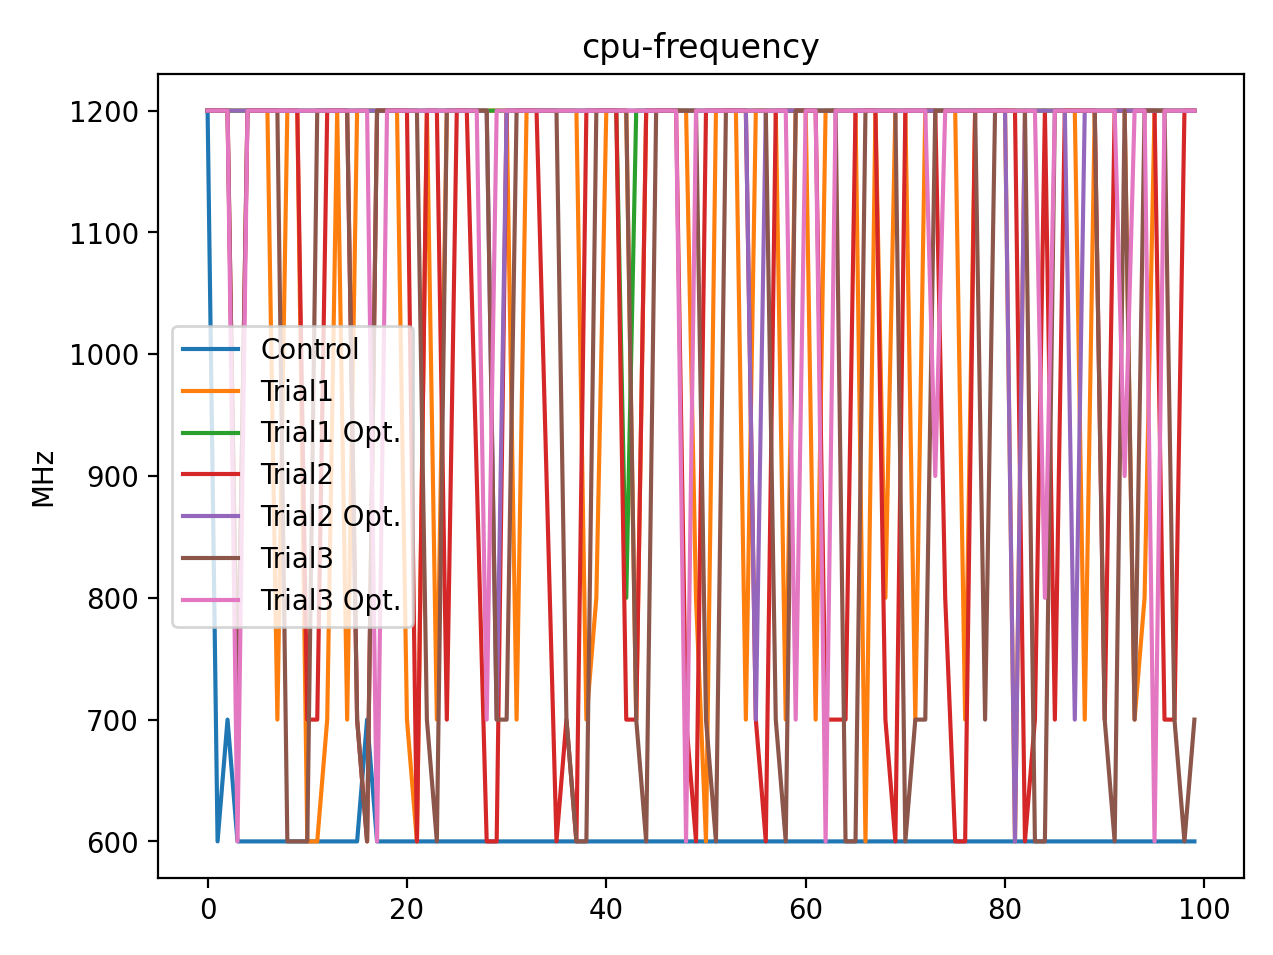 cpu-frequency
MHz
1200
1100
1000
900
800
700
600
Control
Trial1
Trial1 Opt.
Trial2
Trial2 Opt.
Trial3
Trial3 Opt.
0
20
40
60
80
100